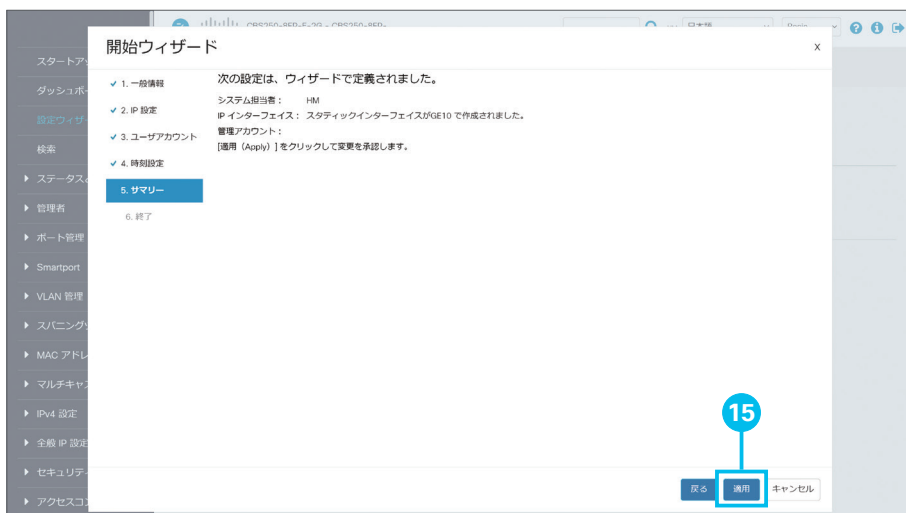 CBS250-8FP-E-2G - CBS250-8FP-
日本語
Basic
開始ウィザード
X
スタートアッ
ダッシュボー
設定ウィザー
検索
ステータスと
管理者
ポート管理
Smartport
VLAN 管理
スパニングツ
MAC アドレ
マルチキャス
IPv4 設定
全般 IP 設定
セキュリティ
アクセスコン
1. 一般情報
2. IP 設定
3. ユーザアカウント
4. 時刻設定
5. サマリー
6. 終了
次の設定は、ウィザードで定義されました。
システム担当者： HM
IP インターフェイス： スタティックインターフェイスがGE10 で作成されました。
管理アカウント：
[適用（Apply）] をクリックして変更を承認します。
15
戻る 適用 キャンセル